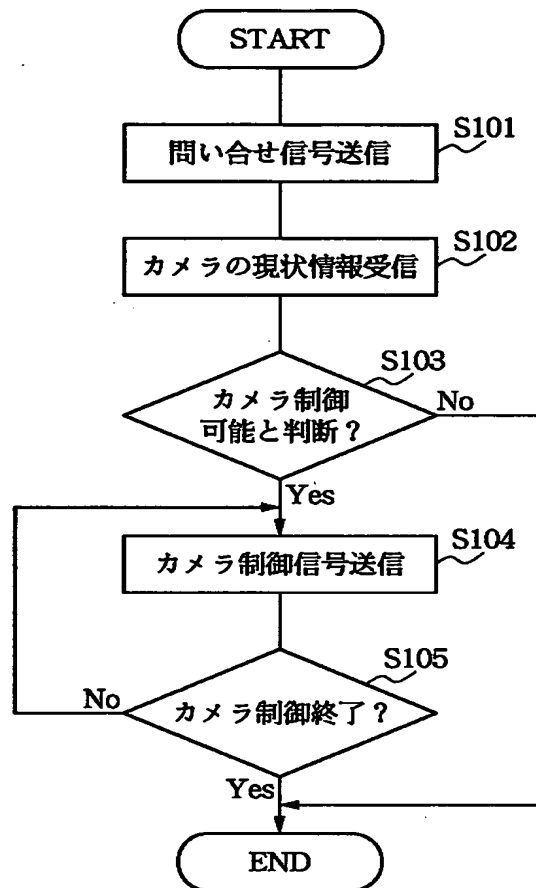 START
S101
問い合せ信号送信
S102
カメラの現状情報受信
S103
カメラ制御
可能と判断？
No
Yes
S104
カメラ制御信号送信
S105
カメラ制御終了？
No
Yes
END